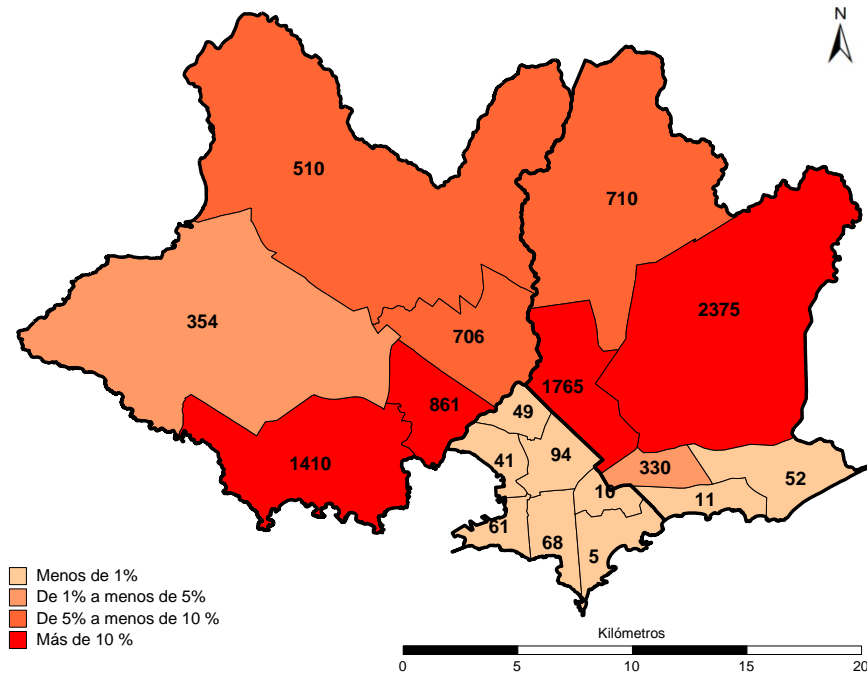 N
510
710
2375
354
706
1765
861
49
1410
41
94
330
52
10
11
61
68
5
Menos de 1%
De 1% a menos de 5%
De 5% a menos de 10 %
Más de 10 %
Kilómetros
0 5 10 15 20